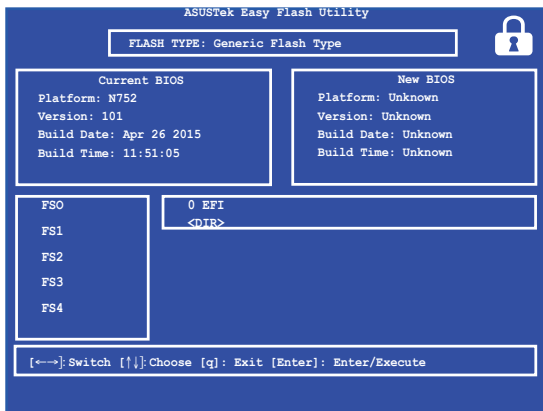 ASUSTek Easy Flash Utility
FLASH TYPE: Generic Flash Type
Current BIOS
Platform: N752
Version: 101
Build Date: Apr 26 2015
Build Time: 11:51:05
New BIOS
Platform: Unknown
Version: Unknown
Build Date: Unknown
Build Time: Unknown
FSO
FS1
FS2
FS3
FS4
0 EFI
<DIR>
[←→]: Switch [↑↓]: Choose [q]: Exit [Enter]: Enter/Execute